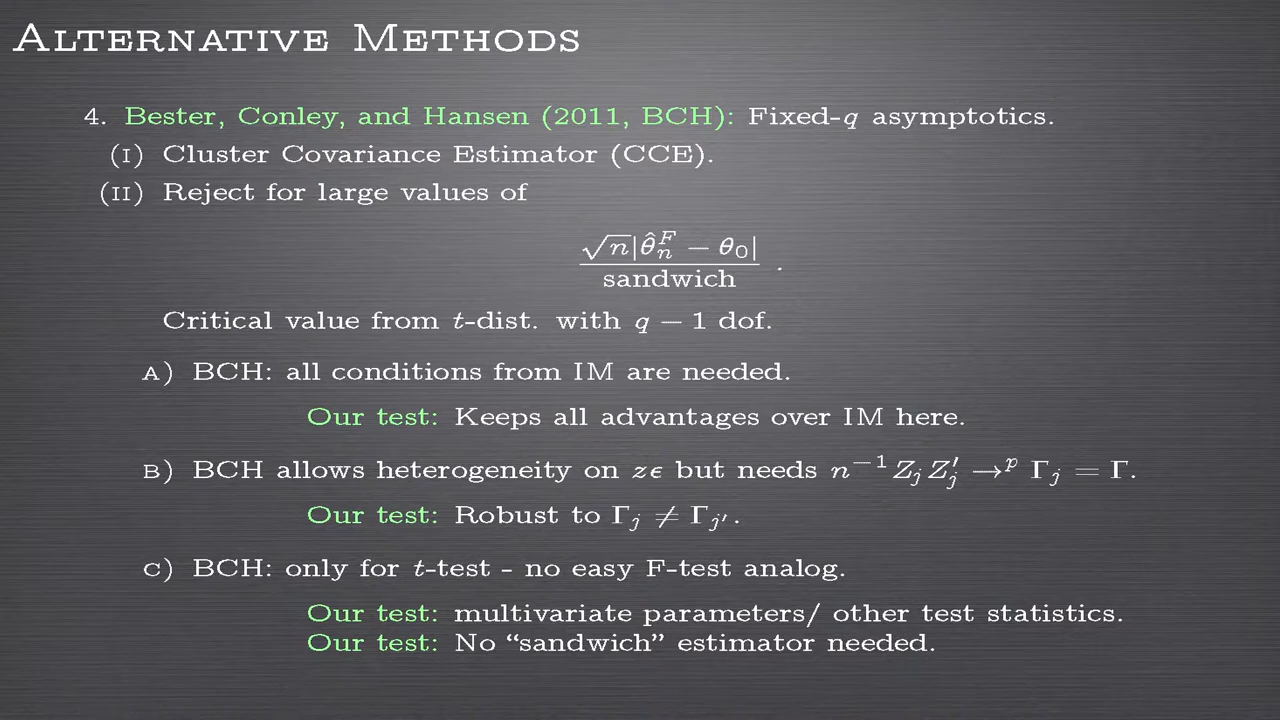 Alternative Methods
4. Bester, Conley, and Hansen (2011, BCH): Fixed-q asymptotics.
(i) Cluster Covariance Estimator (CCE).
(ii) Reject for large values of
√n|θ̂ₙᶠ − θ₀|
sandwich .
Critical value from t-dist. with q − 1 dof.
a) BCH: all conditions from IM are needed.
Our test: Keeps all advantages over IM here.
b) BCH allows heterogeneity on zϵ but needs n⁻¹ZⱼZ′ⱼ →ᵖ Γⱼ = Γ.
Our test: Robust to Γⱼ ≠ Γⱼ′.
c) BCH: only for t-test - no easy F-test analog.
Our test: multivariate parameters/ other test statistics.
Our test: No “sandwich” estimator needed.